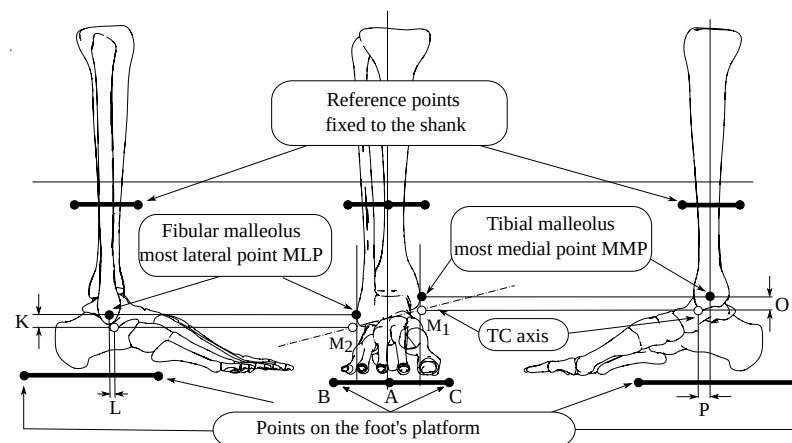 Reference points
fixed to the shank
Fibular malleolus
most lateral point MLP
Tibial malleolus
most medial point MMP
K
O
M2
M1
TC axis
L
B
A
C
P
Points on the foot's platform